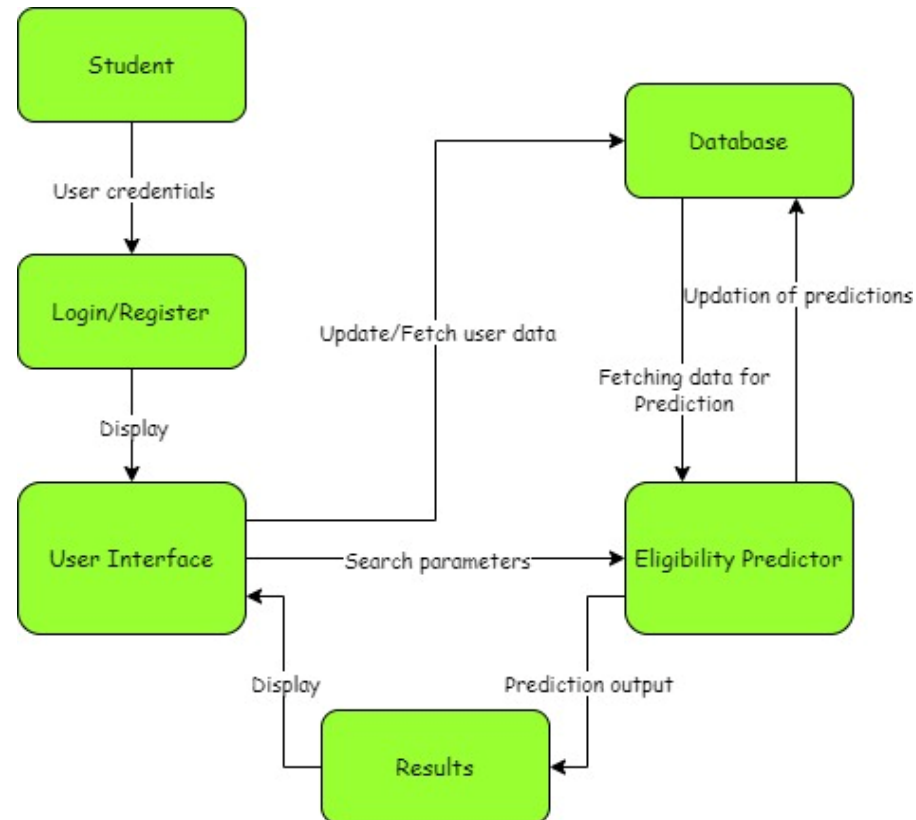 Student
Database
User credentials
Login/Register
Updation of predictions
Update/Fetch user data
Fetching data for
Prediction
Display
User Interface
Search parameters
Eligibility Predictor
Display
Prediction output
Results